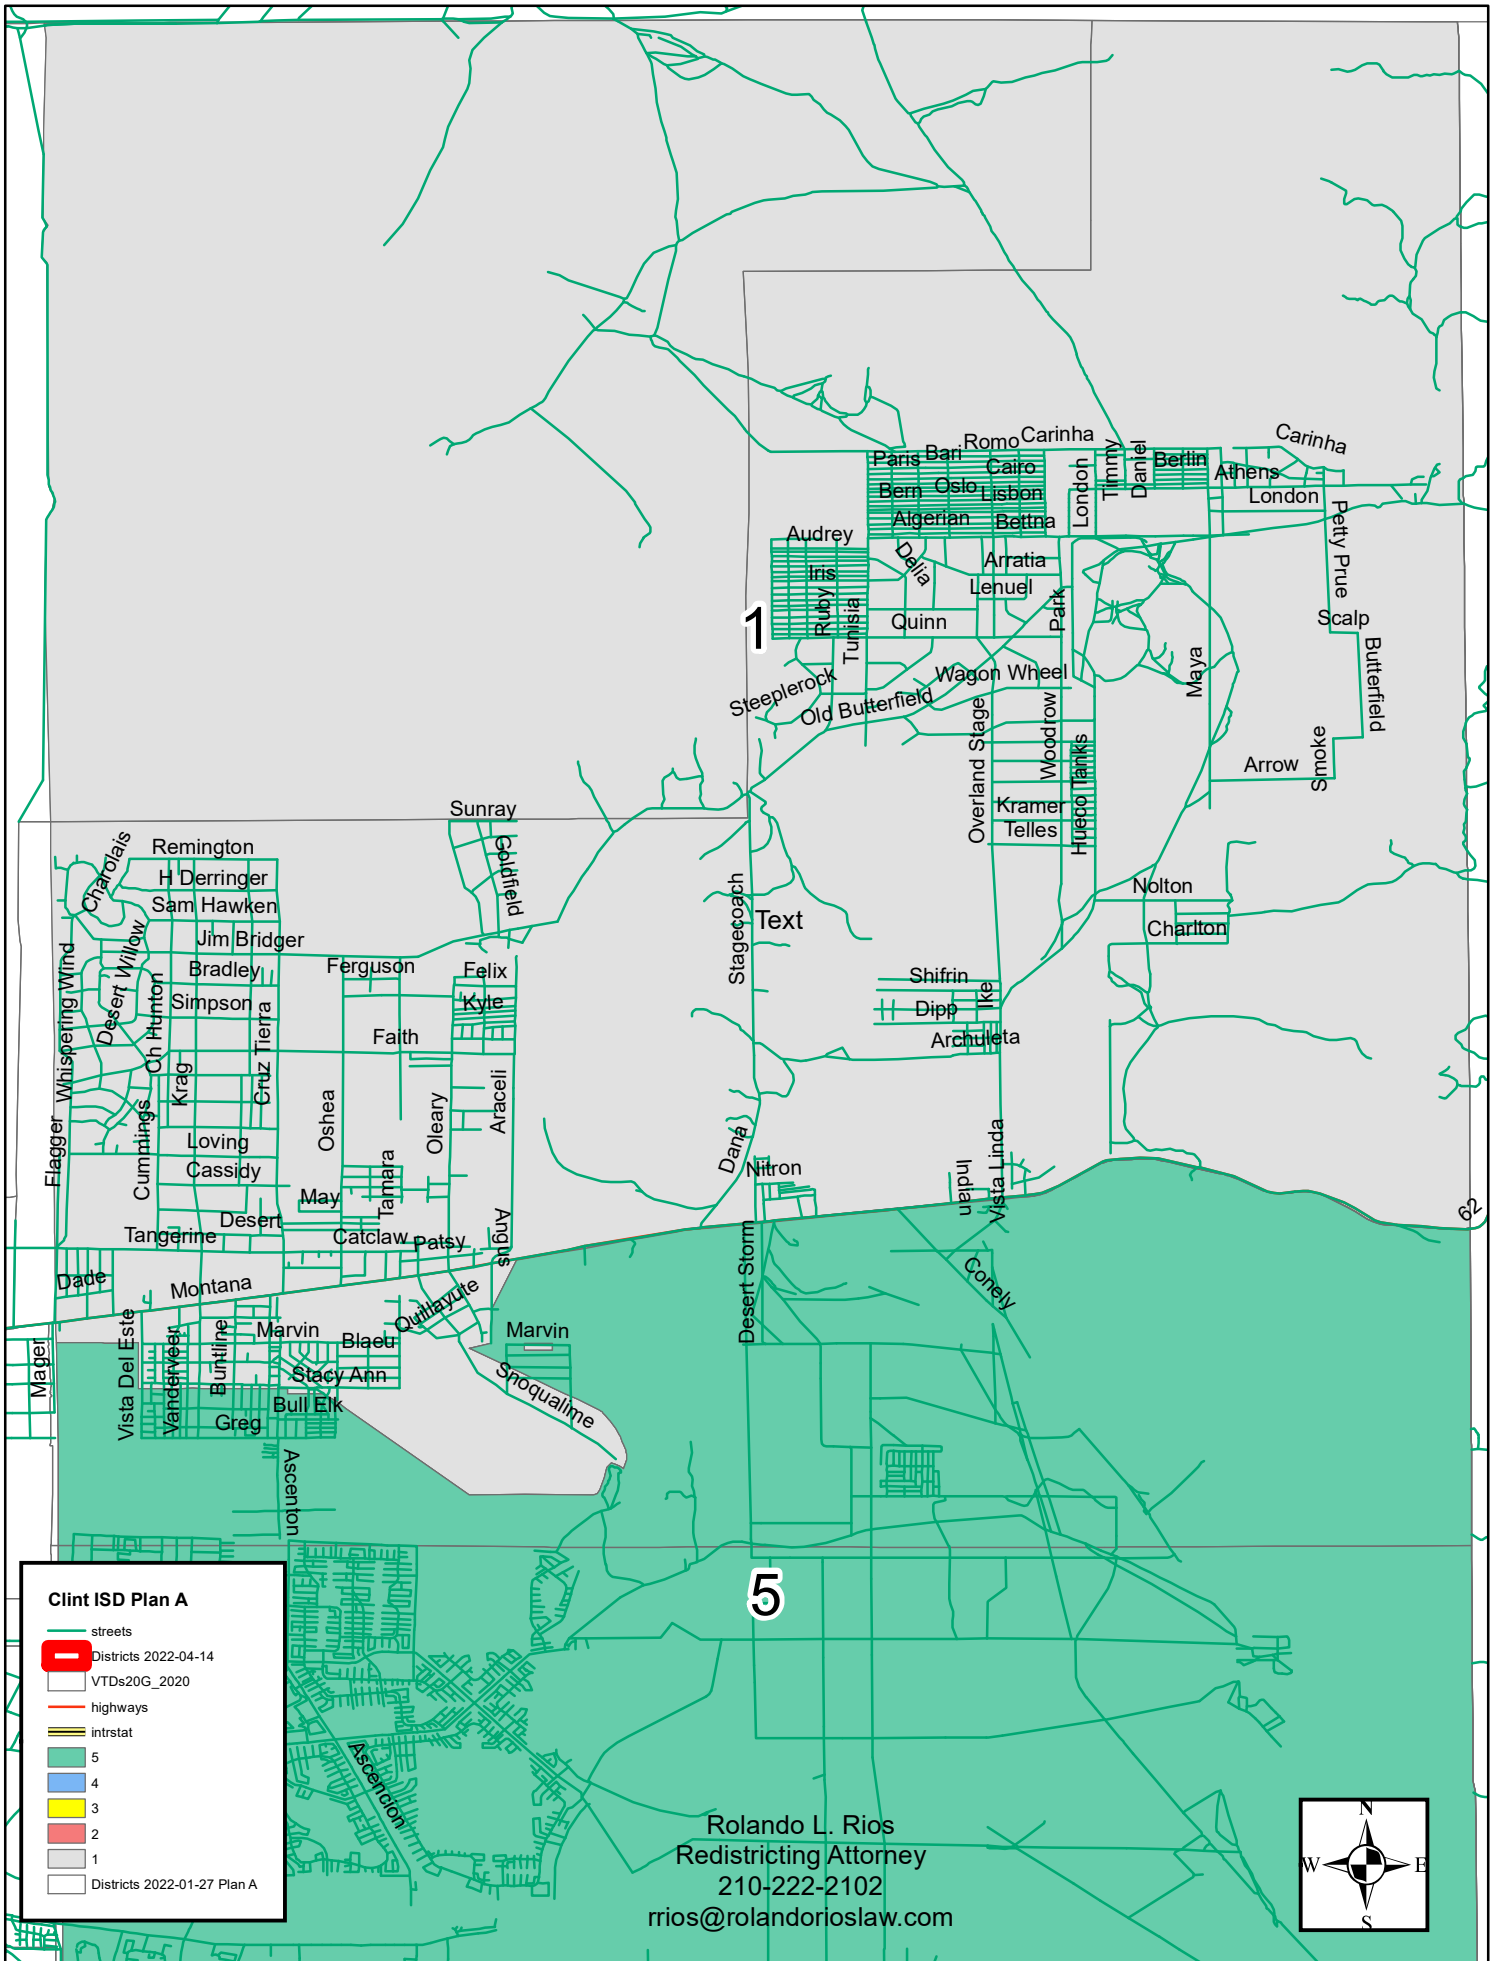 Romo
Carinha
Carinha
Paris
Bari
Cairo
Timmy
Daniel
Berlin
Athens
Bern
Oslo
Lisbon
London
London
Algerian
Bettna
Petty Prue
Audrey
Delia
Arratia
Iris
Lenuel
Ruby
Tunisia
Quinn
Park
Scalp
1
Butterfield
Maya
Steeplerock
Wagon Wheel
Old Butterfield
Overland Stage
Woodrow
Hueco Tanks
Smoke
Arrow
Sunray
Goldfield
Kramer
Telles
Charolais
Remington
H Derringer
Sam Hawken
Jim Bridger
Nolton
Charlton
Stagecoach
Text
Whispering Wind
Desert Willow
Bradley
Ferguson
Felix
Ch Hunton
Simpson
Kyle
Shifrin
Ike
Dipp
Cruz Tierra
Faith
Archuleta
Krag
Oshea
Oleary
Araceli
Flagger
Cummings
Loving
Cassidy
Tamara
Dana
Nitron
Vista Linda
Indian
May
62
Tangerine
Desert
Catclaw
Patsy
Angus
Desert Storm
Dade
Montana
Quillayute
Conely
Mager
Vista Del Este
Vanderveer
Buntline
Marvin
Blaeu
Marvin
Stacy Ann
Snoqualime
Bull Elk
Greg
Ascenton
5
Clint ISD Plan A
streets
Districts 2022-04-14
VTDs20G_2020
highways
intrstat
5
4
3
2
1
Districts 2022-01-27 Plan A
Ascencion
Rolando L. Rios
Redistricting Attorney
210-222-2102
rrios@rolandorioslaw.com
N
W
E
S